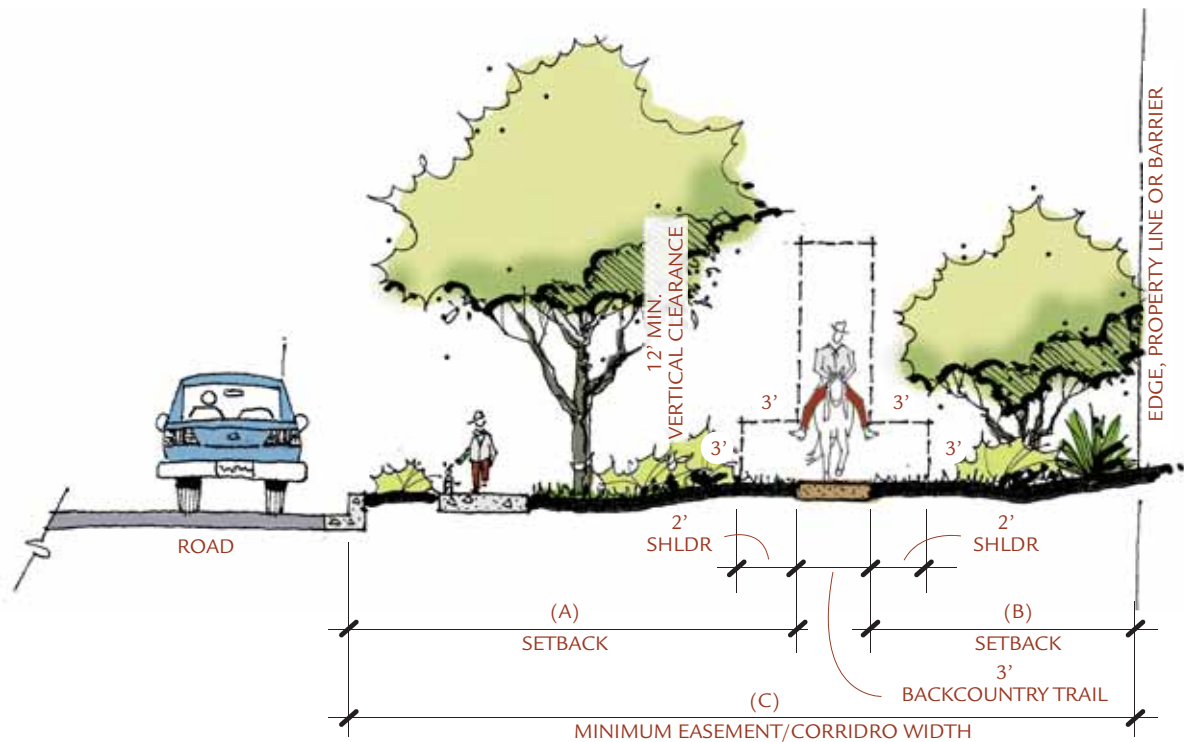 EDGE, PROPERTY LINE OR BARRIER
12' MIN.
VERTICAL CLEARANCE
3'
3'
3'
3'
ROAD
2'
SHLDR
2'
SHLDR
(A)
SETBACK
(B)
SETBACK
3'
BACKCOUNTRY TRAIL
(C)
MINIMUM EASEMENT/CORRIDRO WIDTH